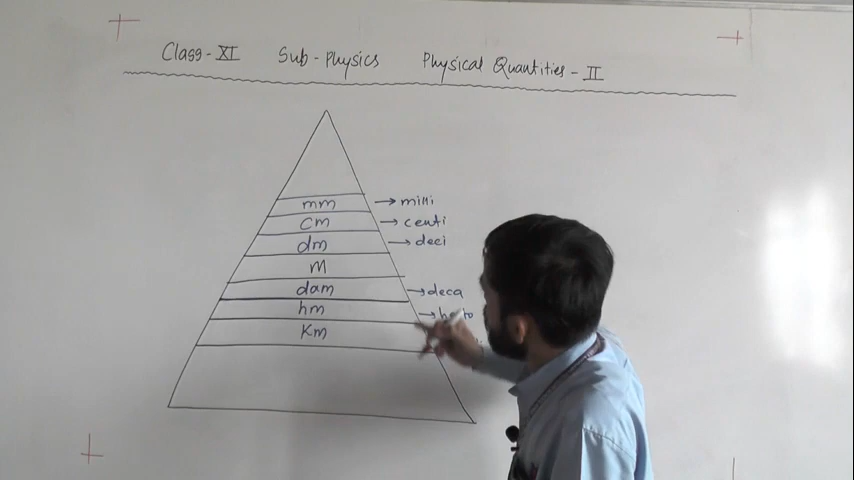 Class-XI Sub-Physics Physical Quantities-II
mm → milli
cm → centi
dm → deci
m
dam → deca
hm →
Km